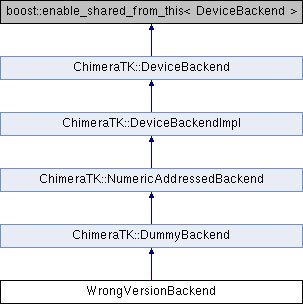 boost::enable_shared_from_this< DeviceBackend >
ChimeraTK::DeviceBackend
ChimeraTK::DeviceBackendImpl
ChimeraTK::NumericAddressedBackend
ChimeraTK::DummyBackend
WrongVersionBackend